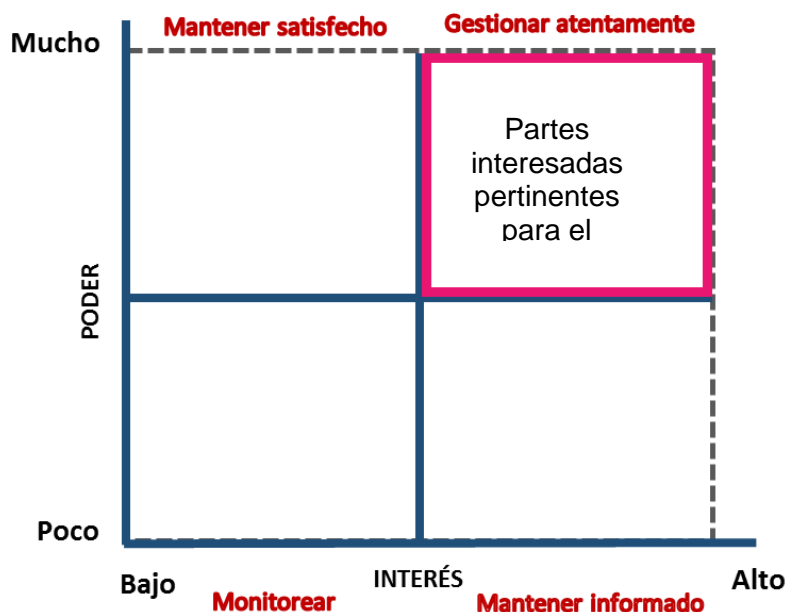 Mantener satisfecho
Gestionar atentamente
Mucho
Partes
interesadas
pertinentes
para el
PODER
Poco
Bajo
INTERÉS
Alto
Monitorear
Mantener informado